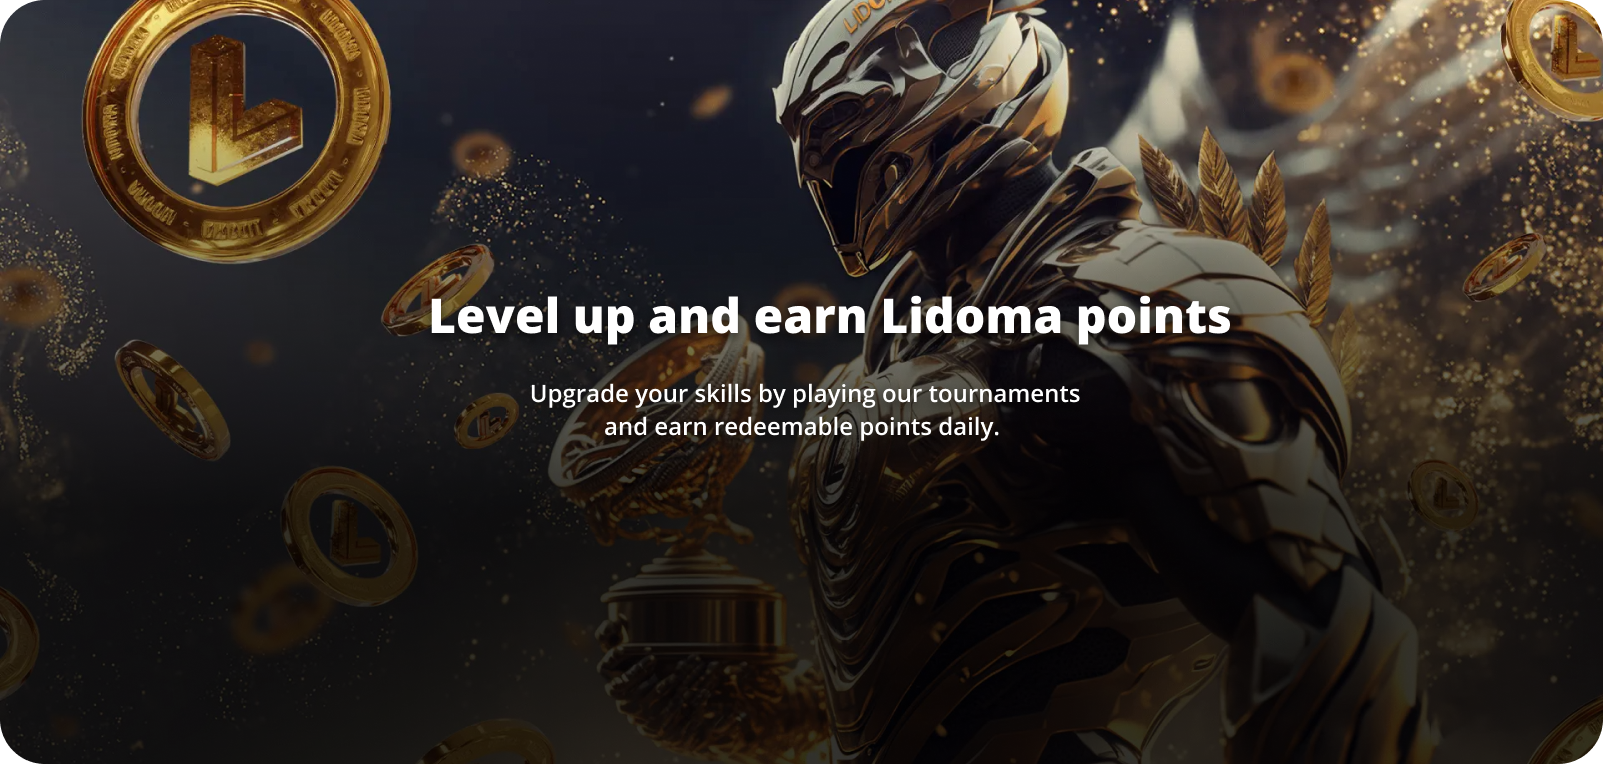 Level up and earn Lidoma points
Upgrade your skills by playing our tournaments
and earn redeemable points daily.